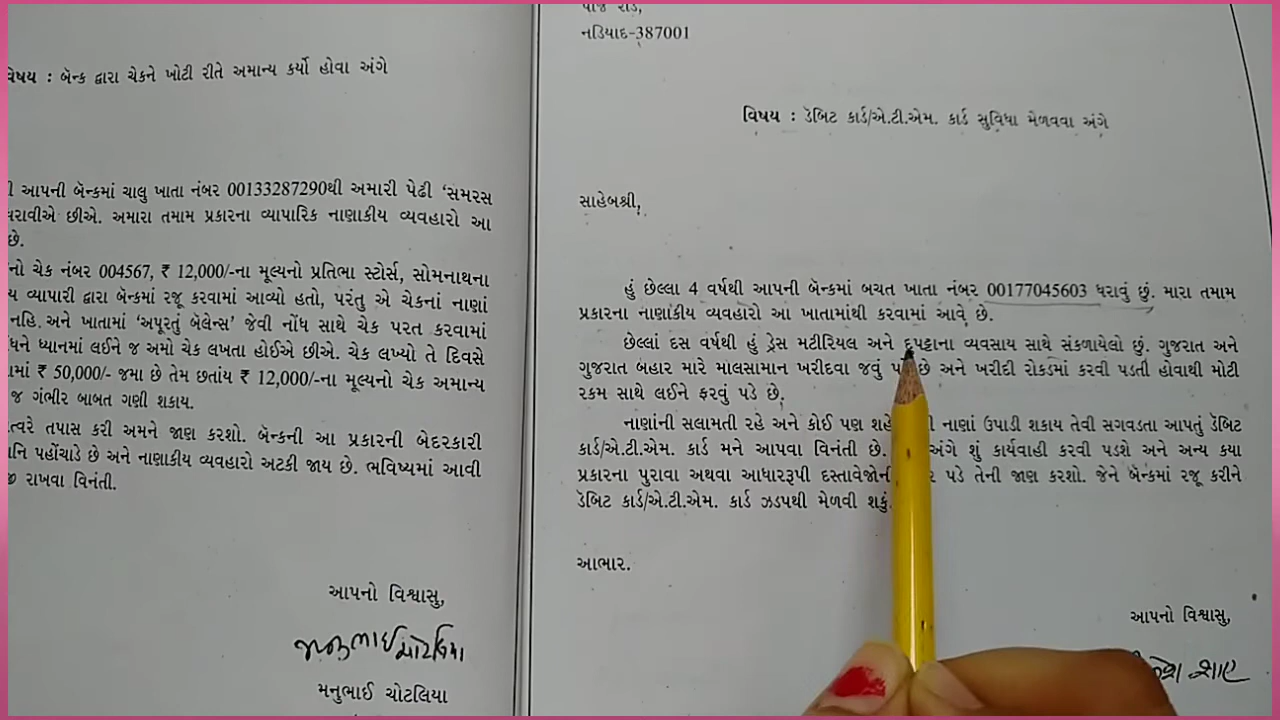 વિષય : બૅન્ક દ્વારા ચેકને ખોટી રીતે અમાન્ય કર્યો હોવા અંગે
આપની બૅન્કમાં ચાલુ ખાતા નંબર 00133287290થી અમારી પેઢી ‘સમરસ
ધરાવીએ છીએ. અમારા તમામ પ્રકારના વ્યાપારિક નાણાકીય વ્યવહારો આ
છે.
ચેક નંબર 004567, ₹ 12,000/-ના મૂલ્યનો પ્રતિભા સ્ટોર્સ, સોમનાથના
વ્યાપારી દ્વારા બૅન્કમાં રજૂ કરવામાં આવ્યો હતો, પરંતુ એ ચેકનાં નાણાં
નહિ અને ખાતામાં ‘અપૂરતું બૅલેન્સ’ જેવી નોંધ સાથે ચેક પરત કરવામાં
ધ્યાનમાં લઈને જ અમો ચેક લખતા હોઈએ છીએ. ચેક લખ્યો તે દિવસે
₹ 50,000/- જમા છે તેમ છતાંય ₹ 12,000/-ના મૂલ્યનો ચેક અમાન્ય
જ ગંભીર બાબત ગણી શકાય.
તપાસ કરી અમને જાણ કરશો. બૅન્કની આ પ્રકારની બેદરકારી
પહોંચાડે છે અને નાણાકીય વ્યવહારો અટકી જાય છે. ભવિષ્યમાં આવી
રાખવા વિનંતી.
આપનો વિશ્વાસુ,
મનુભાઈ ચોટલિયા
નડિયાદ-387001
વિષય : ડેબિટ કાર્ડ/એ.ટી.એમ. કાર્ડ સુવિધા મેળવવા અંગે
સાહેબશ્રી,
હું છેલ્લા 4 વર્ષથી આપની બૅન્કમાં બચત ખાતા નંબર 00177045603 ધરાવું છું. મારા તમામ
પ્રકારના નાણાંકીય વ્યવહારો આ ખાતામાંથી કરવામાં આવે છે.
છેલ્લાં દસ વર્ષથી હું ડ્રેસ મટીરિયલ અને દુપટ્ટાના વ્યવસાય સાથે સંકળાયેલો છું. ગુજરાત અને
ગુજરાત બહાર મારે માલસામાન ખરીદવા જવું છે અને ખરીદી રોકડમાં કરવી પડતી હોવાથી મોટી
રકમ સાથે લઈને ફરવું પડે છે.
નાણાંની સલામતી રહે અને કોઈ પણ નાણાં ઉપાડી શકાય તેવી સગવડતા આપતું ડૅબિટ
કાર્ડ/એ.ટી.એમ. કાર્ડ મને આપવા વિનંતી છે. અંગે શું કાર્યવાહી કરવી પડશે અને અન્ય કયા
પ્રકારના પુરાવા અથવા આધારરૂપી દસ્તાવેજોની પડે તેની જાણ કરશો. જેને બૅન્કમાં રજૂ કરીને
ડૅબિટ કાર્ડ/એ.ટી.એમ. કાર્ડ ઝડપથી મેળવી શકું.
આભાર.
આપનો વિશ્વાસુ,
શાહ